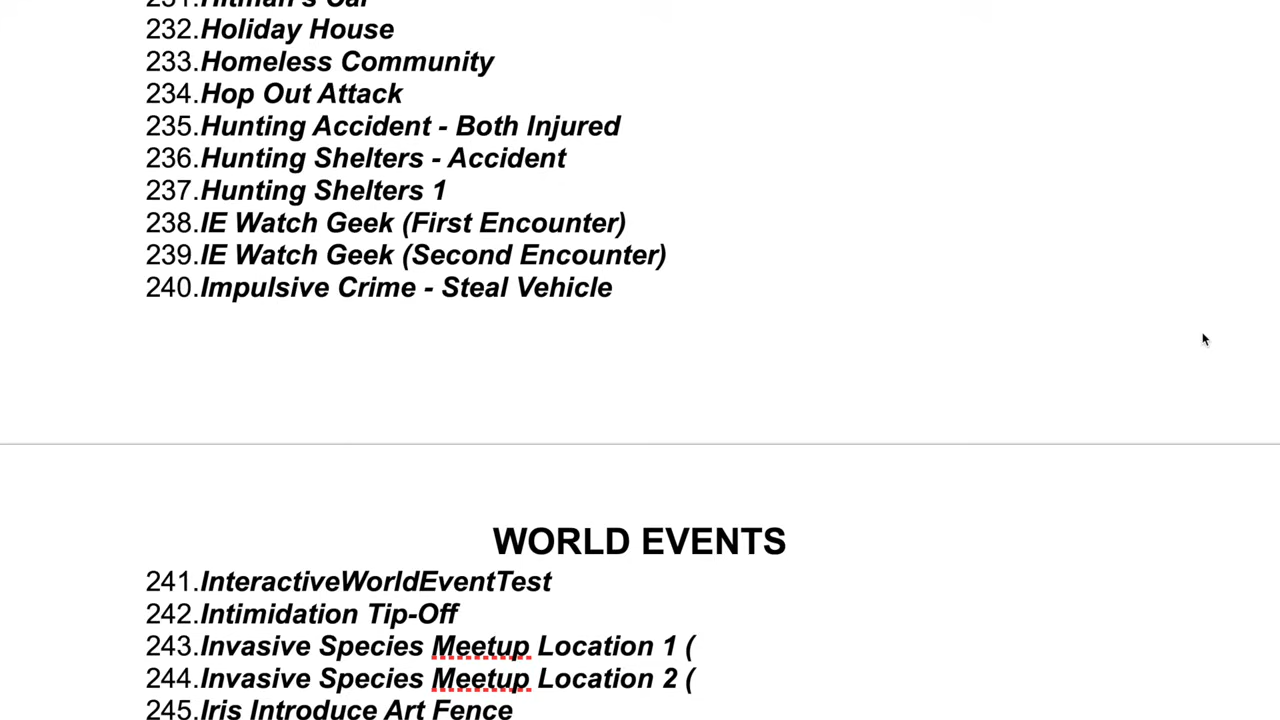 231.Hitman's Car
232.Holiday House
233.Homeless Community
234.Hop Out Attack
235.Hunting Accident - Both Injured
236.Hunting Shelters - Accident
237.Hunting Shelters 1
238.IE Watch Geek (First Encounter)
239.IE Watch Geek (Second Encounter)
240.Impulsive Crime - Steal Vehicle
WORLD EVENTS
241.InteractiveWorldEventTest
242.Intimidation Tip-Off
243.Invasive Species Meetup Location 1 (
244.Invasive Species Meetup Location 2 (
245.Iris Introduce Art Fence